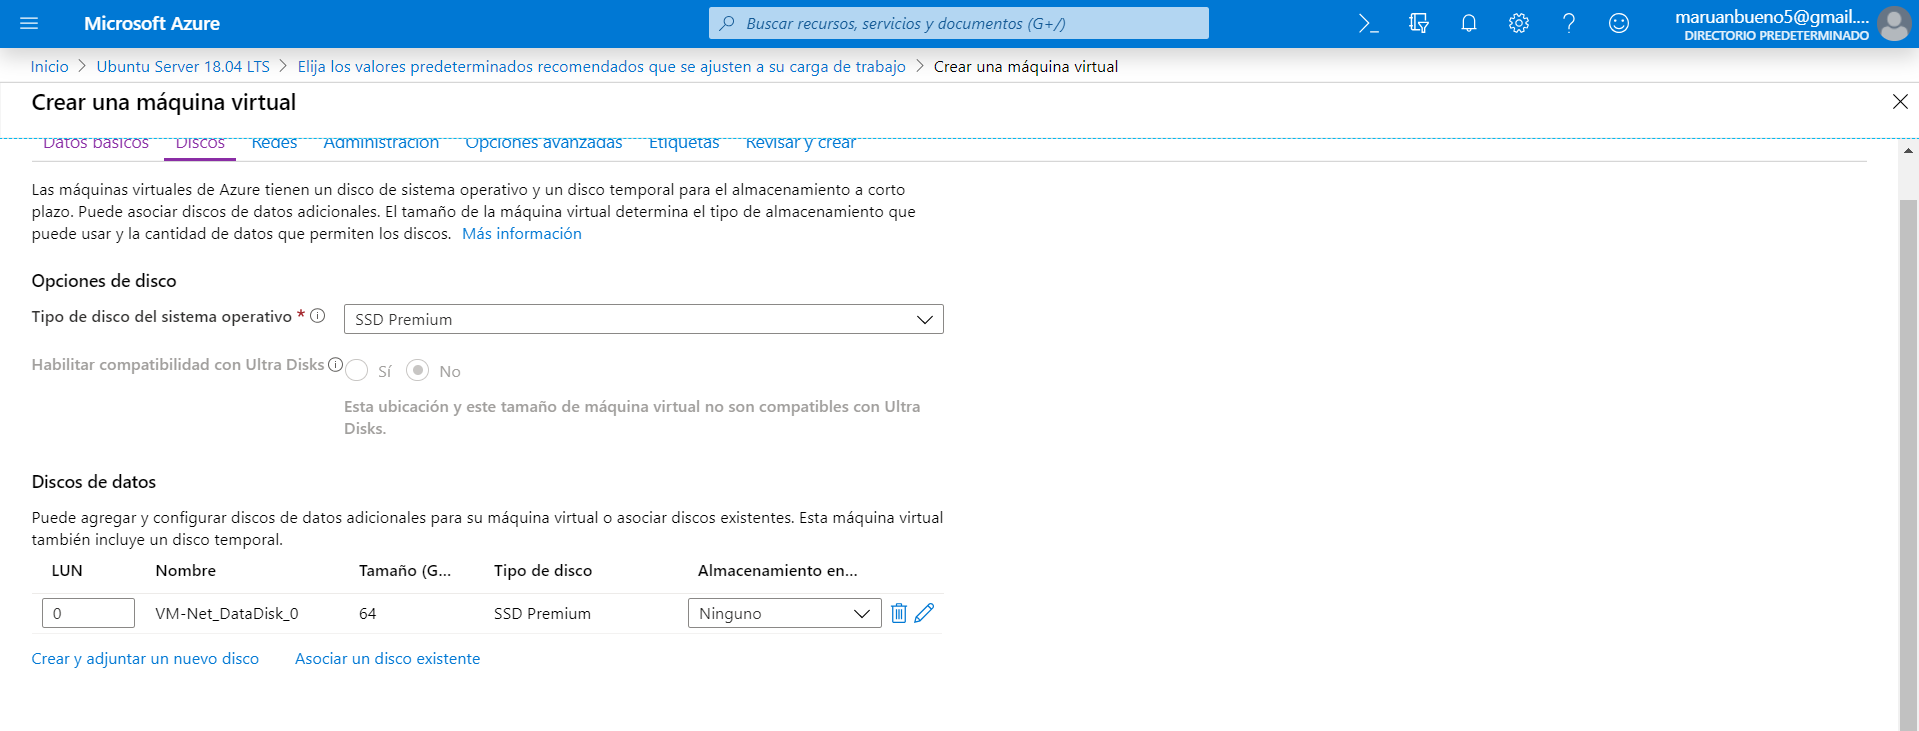 Microsoft Azure
Buscar recursos, servicios y documentos (G+/)
maruanbueno5@gmail....
DIRECTORIO PREDETERMINADO
Inicio > Ubuntu Server 18.04 LTS > Elija los valores predeterminados recomendados que se ajusten a su carga de trabajo > Crear una máquina virtual
Crear una máquina virtual
Datos básicos Discos Redes Administración Opciones avanzadas Etiquetas Revisar y crear
Las máquinas virtuales de Azure tienen un disco de sistema operativo y un disco temporal para el almacenamiento a corto
plazo. Puede asociar discos de datos adicionales. El tamaño de la máquina virtual determina el tipo de almacenamiento que
puede usar y la cantidad de datos que permiten los discos. Más información
Opciones de disco
Tipo de disco del sistema operativo * SSD Premium
Habilitar compatibilidad con Ultra Disks Sí No
Esta ubicación y este tamaño de máquina virtual no son compatibles con Ultra
Disks.
Discos de datos
Puede agregar y configurar discos de datos adicionales para su máquina virtual o asociar discos existentes. Esta máquina virtual
también incluye un disco temporal.
LUN Nombre Tamaño (G... Tipo de disco Almacenamiento en...
0 VM-Net_DataDisk_0 64 SSD Premium Ninguno
Crear y adjuntar un nuevo disco Asociar un disco existente